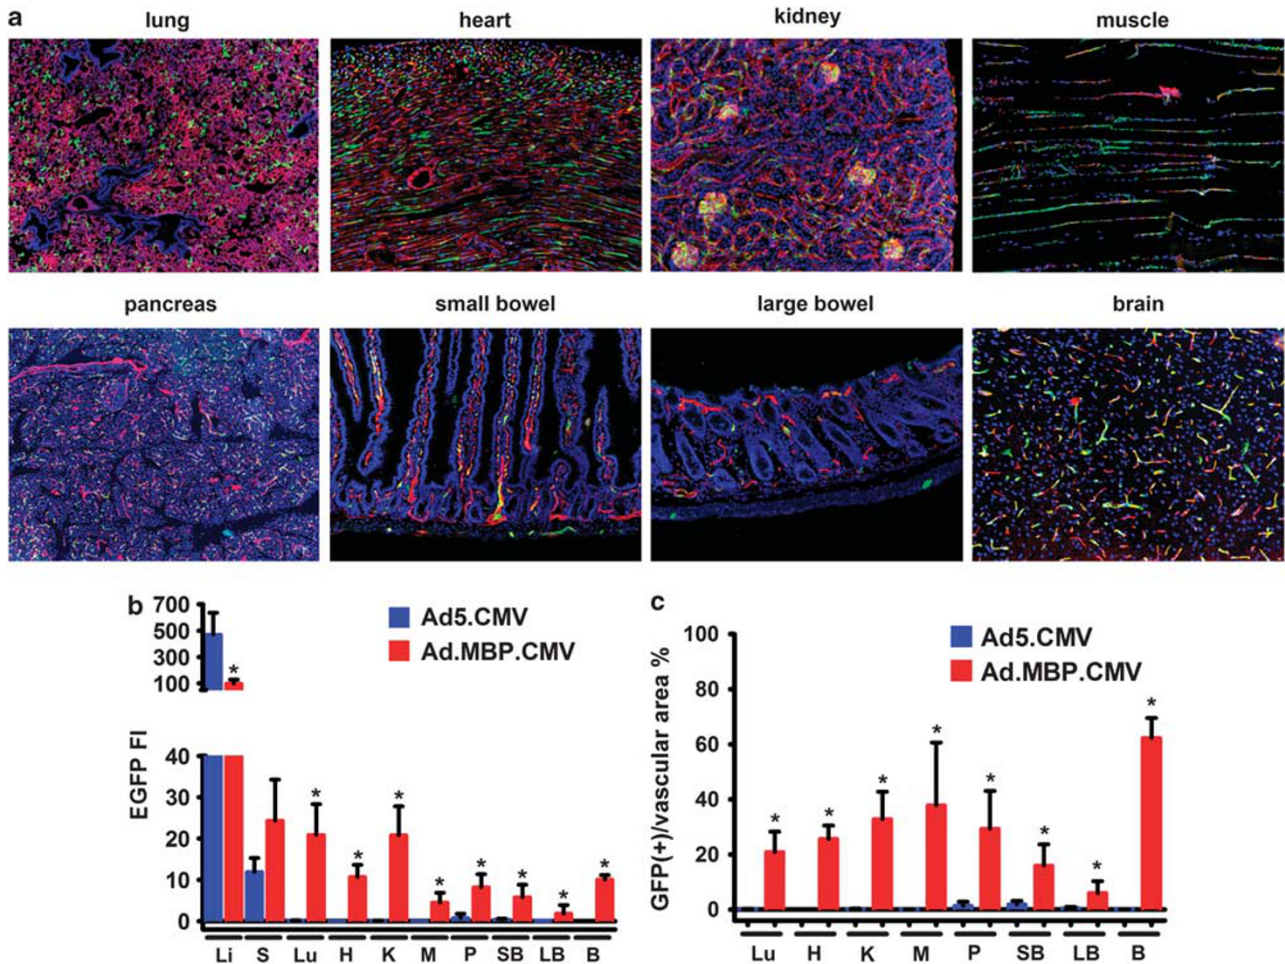 a
lung heart kidney muscle
pancreas small bowel large bowel brain
b
Ad5.CMV
Ad.MBP.CMV
EGFP FI
700
500
300
100
40
30
20
10
0
*
* * * * * * * *
Li S Lu H K M P SB LB B
c
Ad5.CMV
Ad.MBP.CMV
GFP(+)/vascular area %
100
80
60
40
20
0
* * * * * * * *
Lu H K M P SB LB B